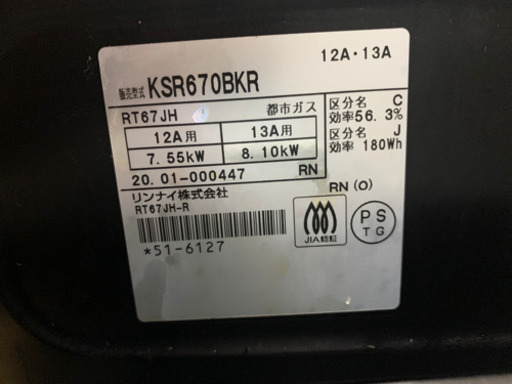 12A・13A
販売型式 KSR670BKR
RT67JH 都市ガス
12A用 13A用
7.55kW 8.10kW
20.01-000447 RN
リンナイ株式会社
RT67JH-R
*51-6127
区分名 C
効率56.3%
区分名 J
効率 180Wh
RN (O)
JIA認証
PS
TG